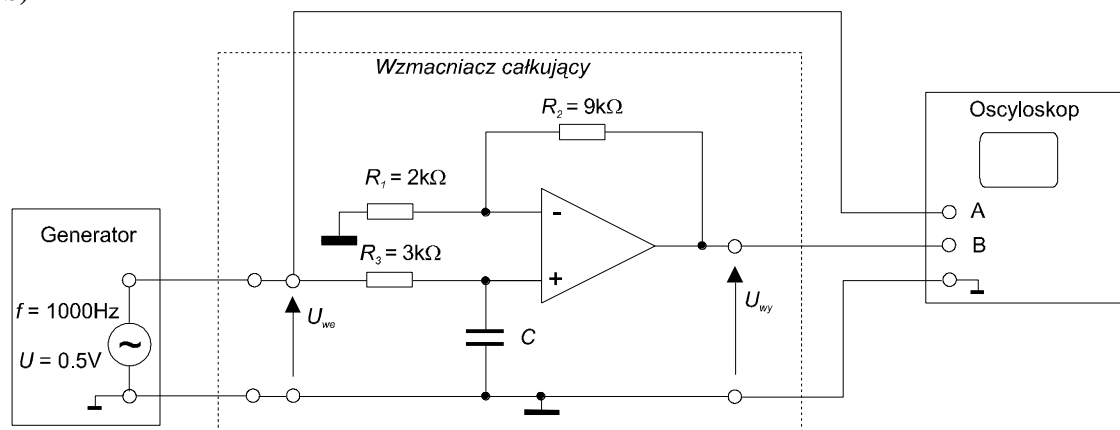 Wzmacniacz całkujący
R₂ = 9kΩ
Oscyloskop
R₁ = 2kΩ
-
A
Generator
B
R₃ = 3kΩ
+
f = 1000Hz
Uwe
Uwy
C
~
U = 0.5V